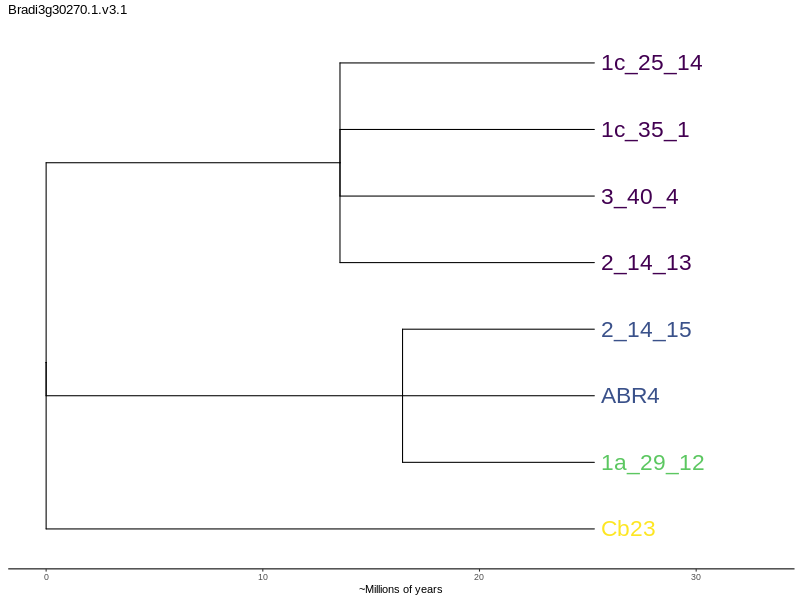 Bradi3g30270.1.v3.1
1c_25_14
1c_35_1
3_40_4
2_14_13
2_14_15
ABR4
1a_29_12
Cb23
0 10 20 30
~Millions of years